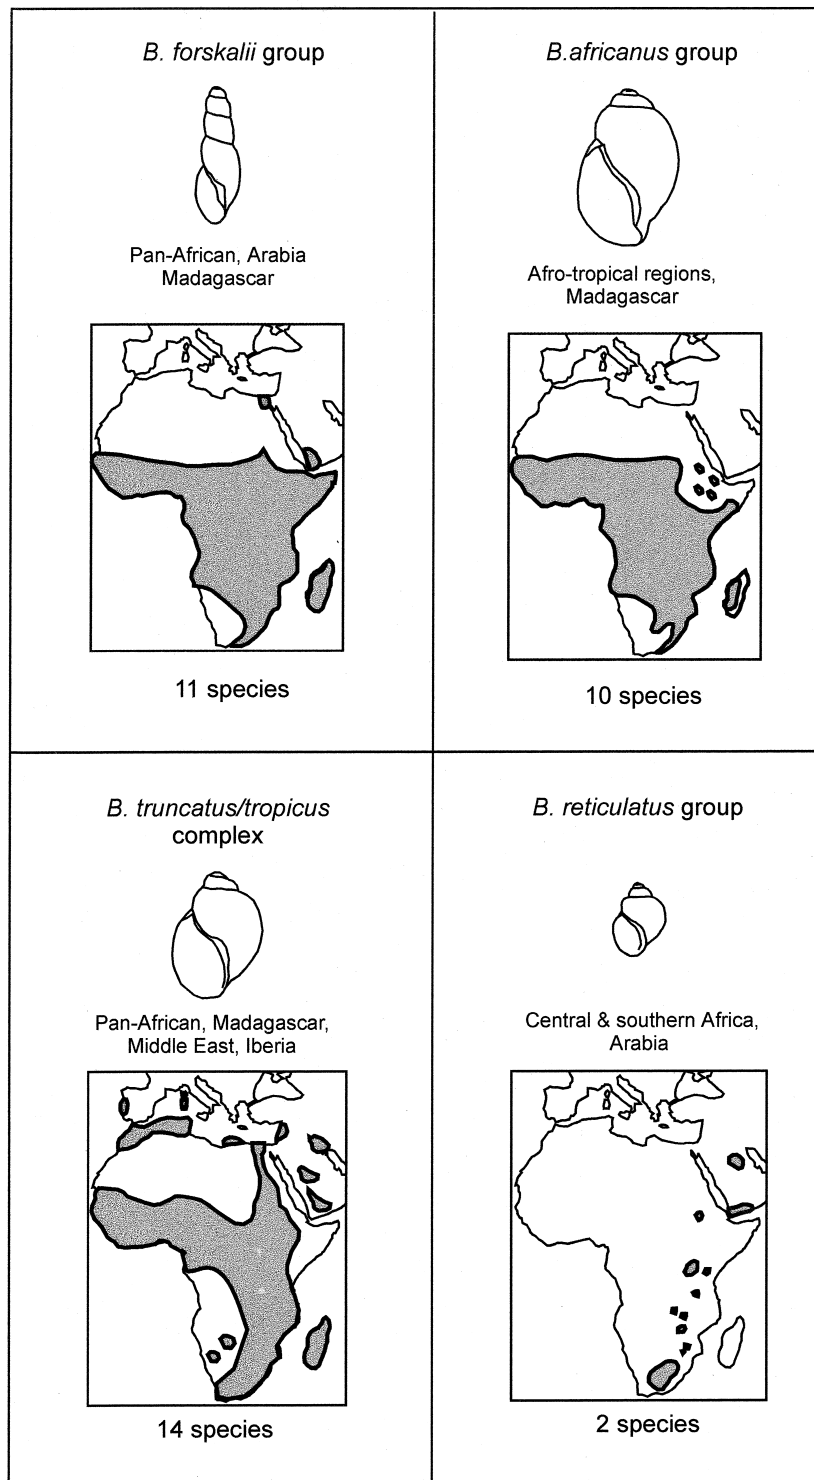 B. forskalii group
Pan-African, Arabia
Madagascar
11 species
B.africanus group
Afro-tropical regions,
Madagascar
10 species
B. truncatus/tropicus
complex
Pan-African, Madagascar,
Middle East, Iberia
14 species
B. reticulatus group
Central & southern Africa,
Arabia
2 species